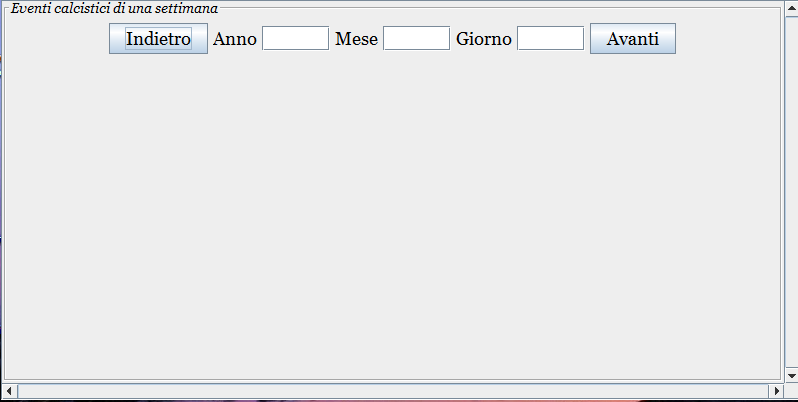 Eventi calcistici di una settimana
Indietro Anno Mese Giorno Avanti